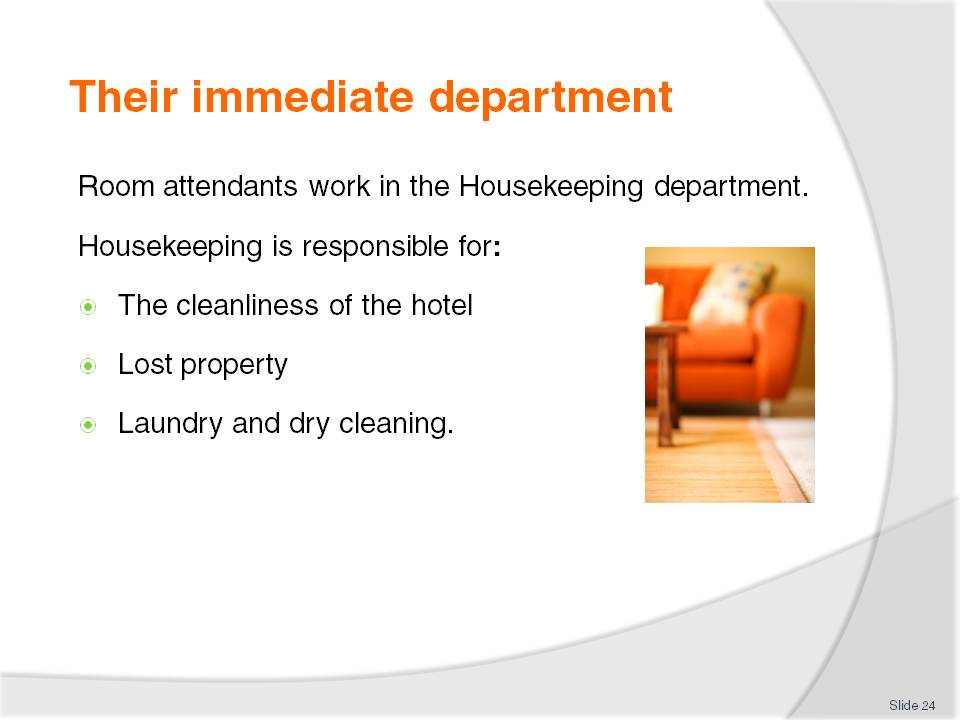 Their immediate department
Room attendants work in the Housekeeping department.
Housekeeping is responsible for:
The cleanliness of the hotel
Lost property
Laundry and dry cleaning.
Slide 24